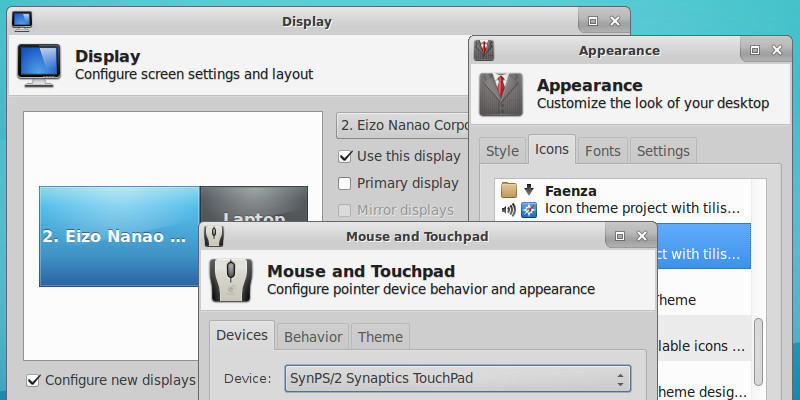 Display
Display
Configure screen settings and layout
2. Eizo Nanao Corpo
Use this display
Primary display
Mirror displays
2. Eizo Nanao ...
Laptop
Configure new displays
Appearance
Appearance
Customize the look of your desktop
Style Icons Fonts Settings
Faenza
Icon theme project with tilis...
with tilis...
Theme
icons ...
theme desig...
Mouse and Touchpad
Mouse and Touchpad
Configure pointer device behavior and appearance
Devices Behavior Theme
Device: SynPS/2 Synaptics TouchPad